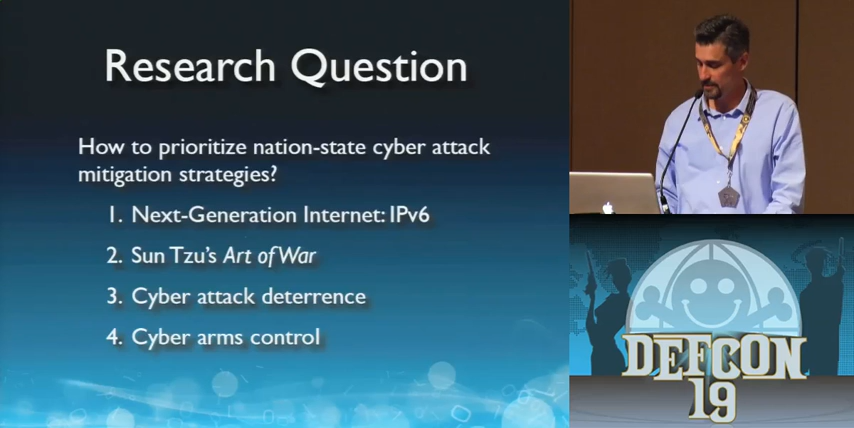 Research Question
How to prioritize nation-state cyber attack
mitigation strategies?
1. Next-Generation Internet: IPv6
2. Sun Tzu's Art of War
3. Cyber attack deterrence
4. Cyber arms control
DEFCON
19